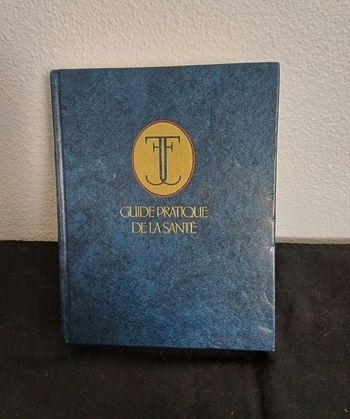 GUIDE PRATIQUE
DE LA SANTÉ